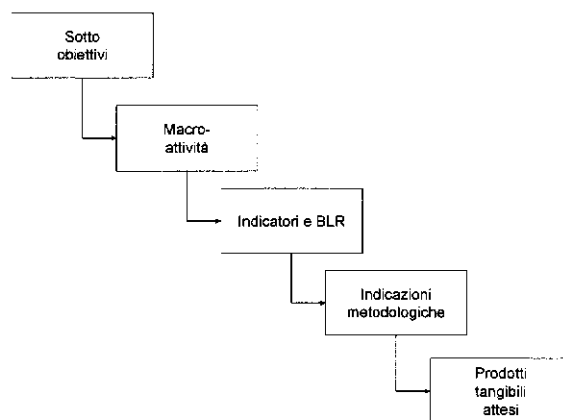 Sotto
obiettivi
Macro-
attività
Indicatori e BLR
Indicazioni
metodologiche
Prodotti
tangibili
attesi